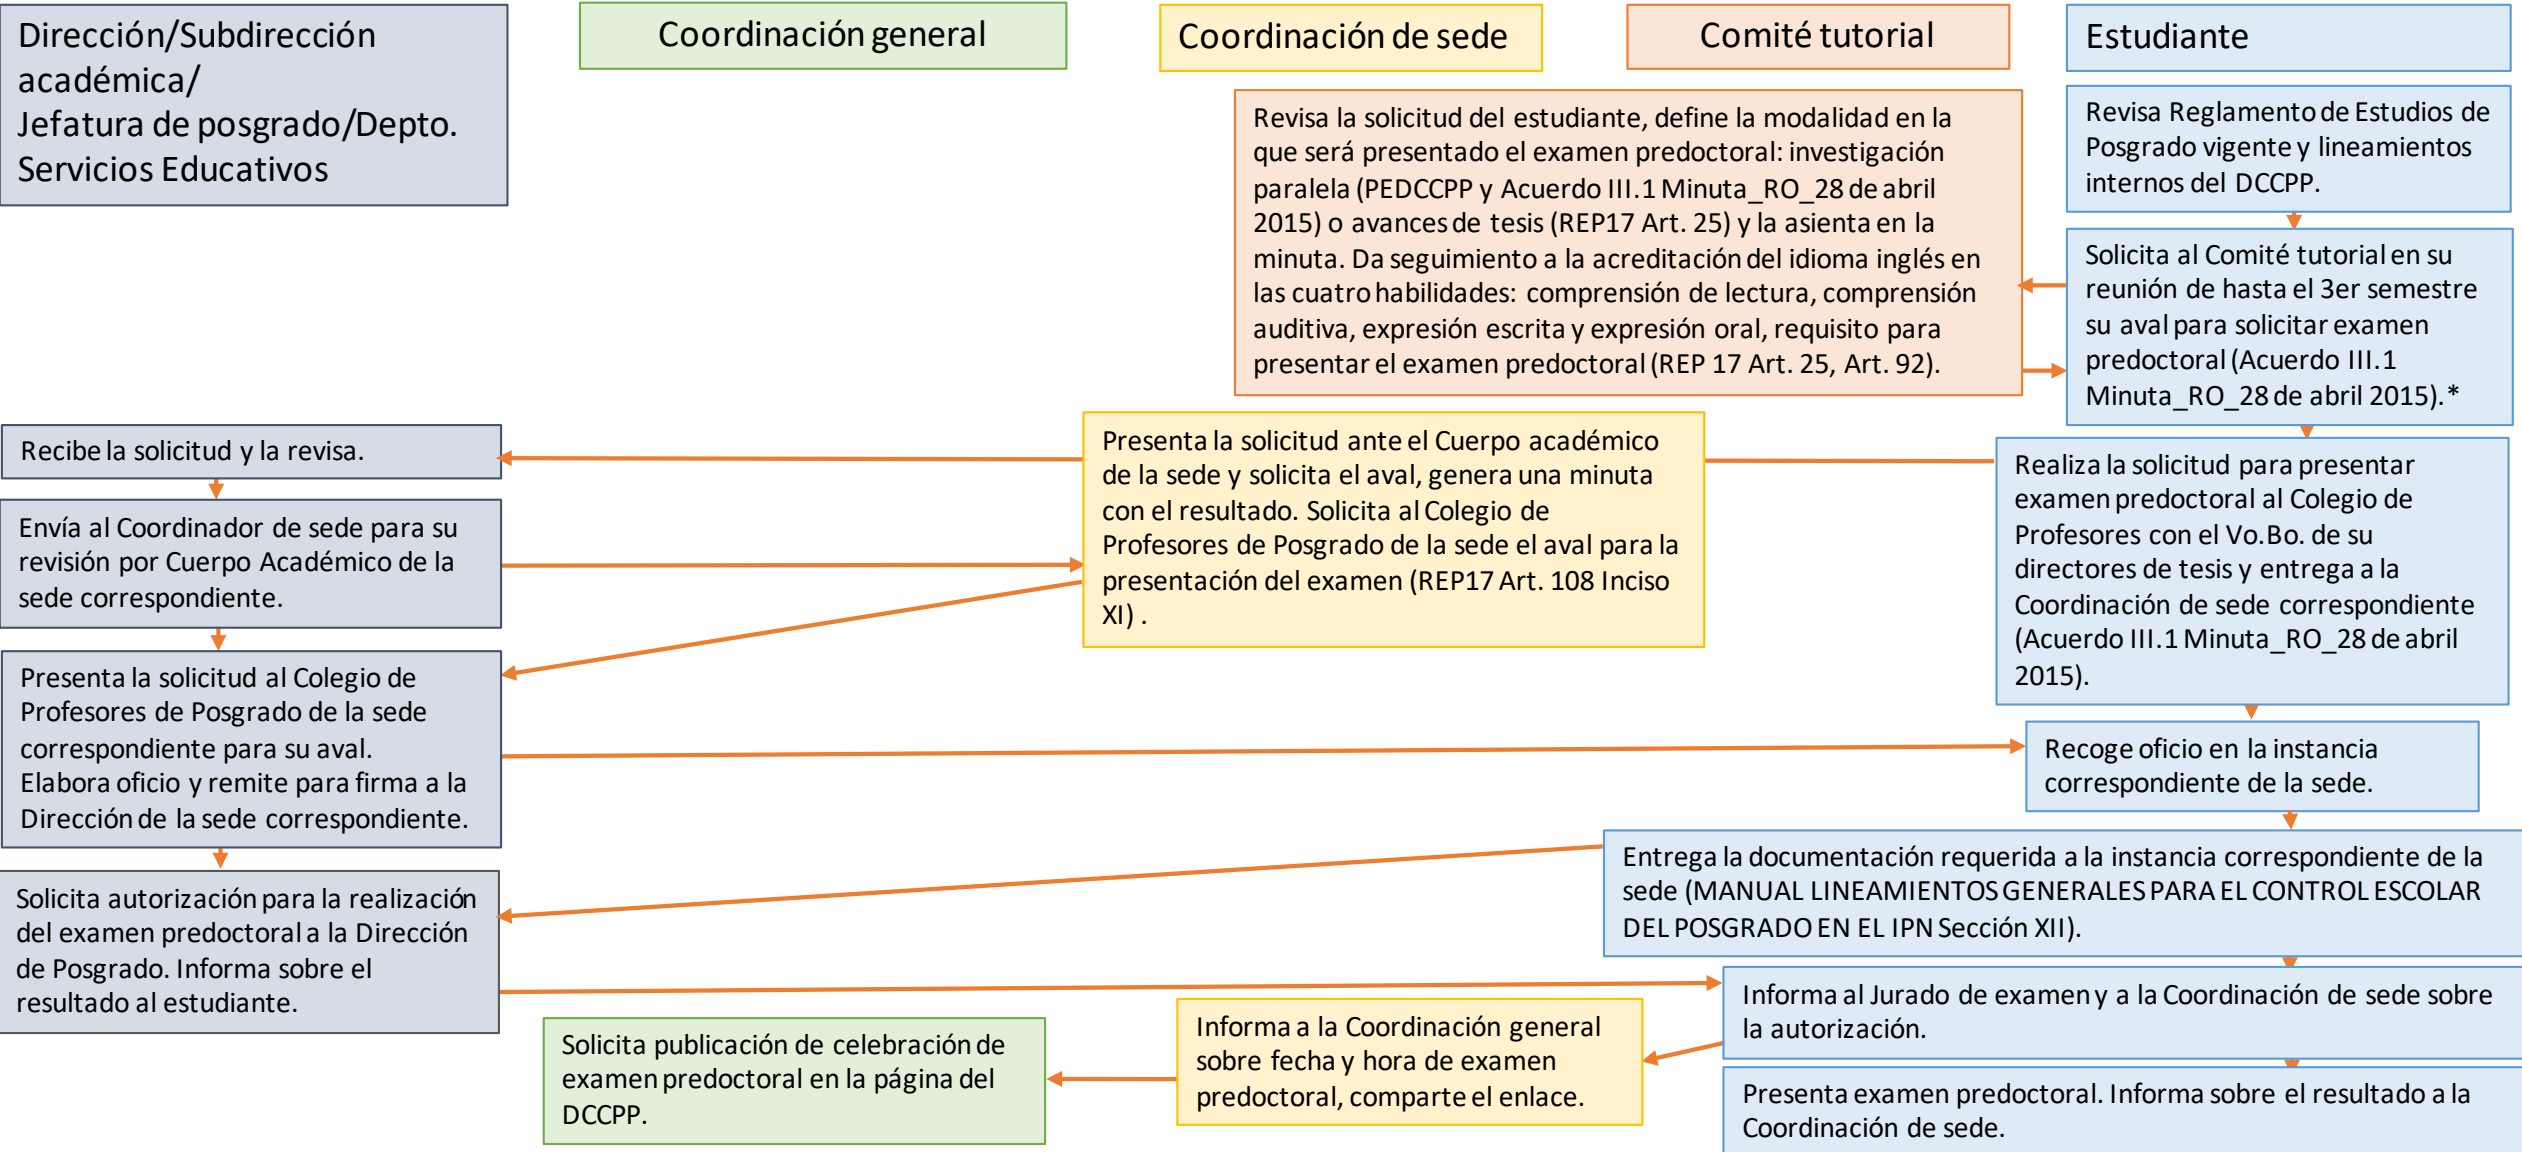 Dirección/Subdirección
académica/
Jefatura de posgrado/Depto.
Servicios Educativos
Coordinación general
Coordinación de sede
Comité tutorial
Estudiante
Revisa la solicitud del estudiante, define la modalidad en la
que será presentado el examen predoctoral: investigación
paralela (PEDCCPP y Acuerdo III.1 Minuta_RO_28 de abril
2015) o avances de tesis (REP17 Art. 25) y la asienta en la
minuta. Da seguimiento a la acreditación del idioma inglés en
las cuatro habilidades: comprensión de lectura, comprensión
auditiva, expresión escrita y expresión oral, requisito para
presentar el examen predoctoral (REP 17 Art. 25, Art. 92).
Revisa Reglamento de Estudios de
Posgrado vigente y lineamientos
internos del DCCPP.
Solicita al Comité tutorial en su
reunión de hasta el 3er semestre
su aval para solicitar examen
predoctoral (Acuerdo III.1
Minuta_RO_28 de abril 2015).*
Recibe la solicitud y la revisa.
Presenta la solicitud ante el Cuerpo académico
de la sede y solicita el aval, genera una minuta
con el resultado. Solicita al Colegio de
Profesores de Posgrado de la sede el aval para la
presentación del examen (REP17 Art. 108 Inciso
XI) .
Realiza la solicitud para presentar
examen predoctoral al Colegio de
Profesores con el Vo.Bo. de su
directores de tesis y entrega a la
Coordinación de sede correspondiente
(Acuerdo III.1 Minuta_RO_28 de abril
2015).
Envía al Coordinador de sede para su
revisión por Cuerpo Académico de la
sede correspondiente.
Presenta la solicitud al Colegio de
Profesores de Posgrado de la sede
correspondiente para su aval.
Elabora oficio y remite para firma a la
Dirección de la sede correspondiente.
Recoge oficio en la instancia
correspondiente de la sede.
Entrega la documentación requerida a la instancia correspondiente de la
sede (MANUAL LINEAMIENTOS GENERALES PARA EL CONTROL ESCOLAR
DEL POSGRADO EN EL IPN Sección XII).
Solicita autorización para la realización
del examen predoctoral a la Dirección
de Posgrado. Informa sobre el
resultado al estudiante.
Informa al Jurado de examen y a la Coordinación de sede sobre
la autorización.
Informa a la Coordinación general
sobre fecha y hora de examen
predoctoral, comparte el enlace.
Solicita publicación de celebración de
examen predoctoral en la página del
DCCPP.
Presenta examen predoctoral. Informa sobre el resultado a la
Coordinación de sede.